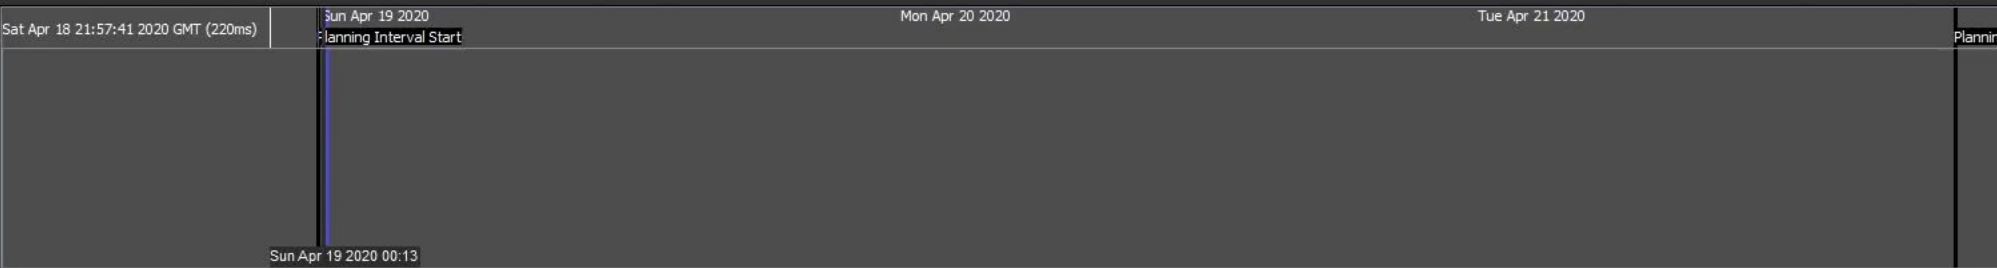 Sat Apr 18 21:57:41 2020 GMT (220ms)
Sun Apr 19 2020
Mon Apr 20 2020
Tue Apr 21 2020
Planning Interval Start
Plannin
Sun Apr 19 2020 00:13